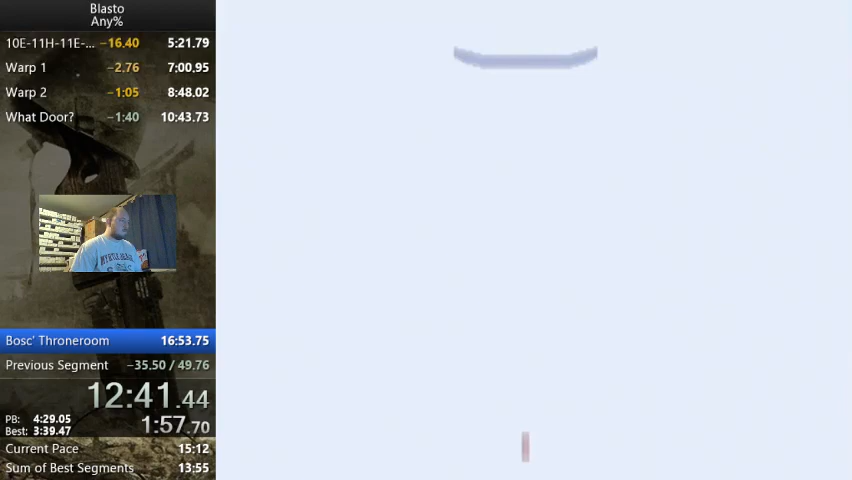 Blasto
Any%
10E-11H-11E-... −16.40 5:21.79
Warp 1 −2.76 7:00.95
Warp 2 −1:05 8:48.02
What Door? −1:40 10:43.73
Bosc' Throneroom 16:53.75
Previous Segment −35.50 / 49.76
12:41.44
PB: 4:29.05
Best: 3:39.47
1:57.70
Current Pace 15:12
Sum of Best Segments 13:55